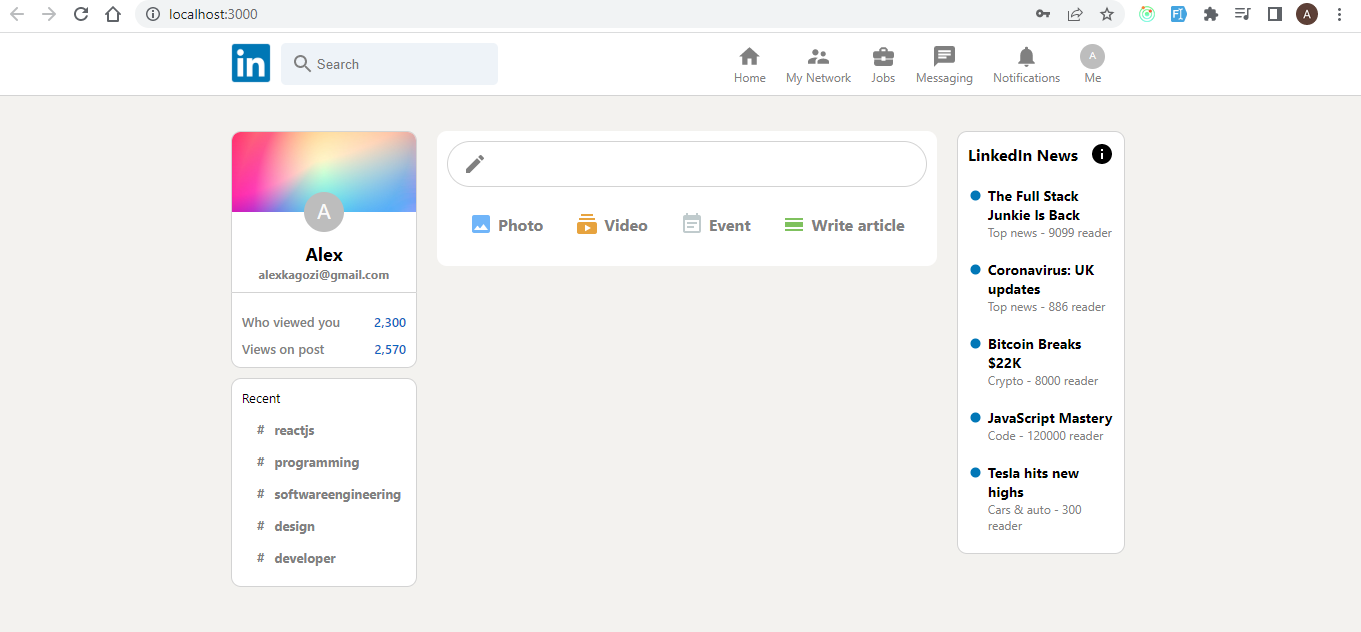 localhost:3000
A
in
Search
Home
My Network
Jobs
Messaging
Notifications
A
Me
A
Alex
alexkagozi@gmail.com
Who viewed you 2,300
Views on post 2,570
Recent
# reactjs
# programming
# softwareengineering
# design
# developer
Photo
Video
Event
Write article
LinkedIn News
The Full Stack
Junkie Is Back
Top news - 9099 reader
Coronavirus: UK
updates
Top news - 886 reader
Bitcoin Breaks
$22K
Crypto - 8000 reader
JavaScript Mastery
Code - 120000 reader
Tesla hits new
highs
Cars & auto - 300
reader